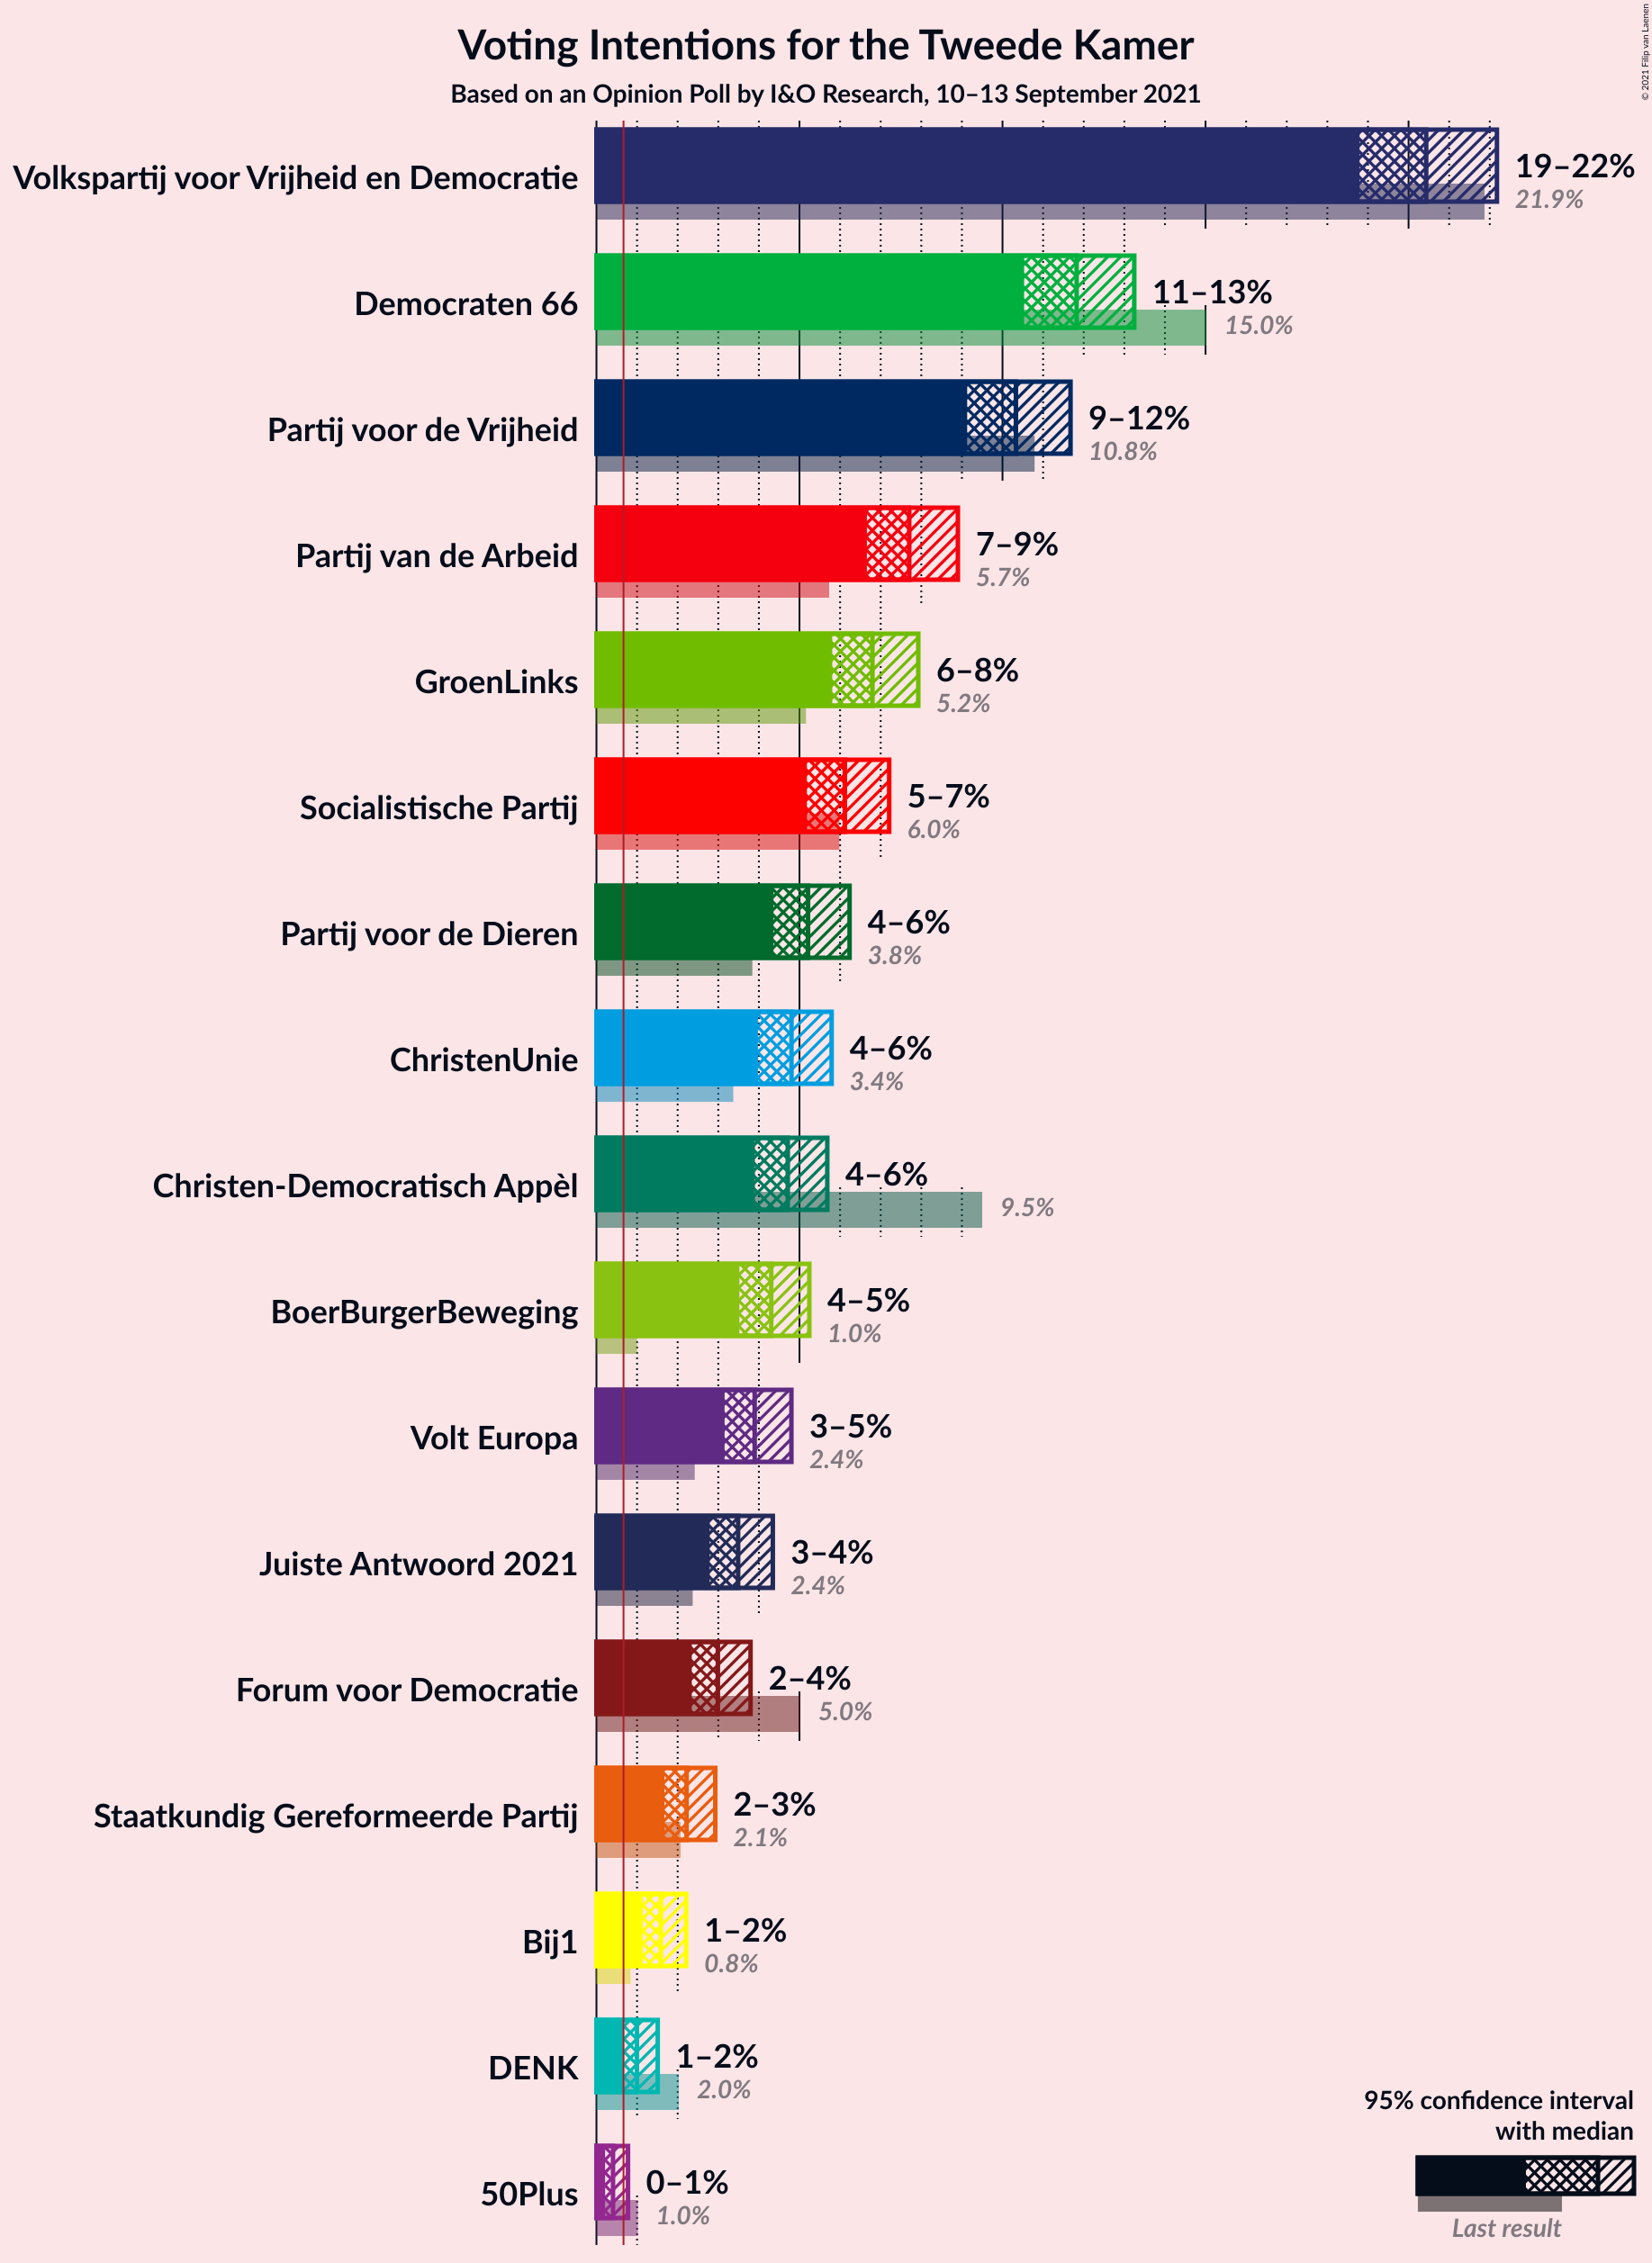 Voting Intentions for the Tweede Kamer
Based on an Opinion Poll by I&O Research, 10–13 September 2021
© 2021 Filip van Laenen
Volkspartij voor Vrijheid en Democratie
19–22%
21.9%
Democraten 66
11–13%
15.0%
Partij voor de Vrijheid
9–12%
10.8%
Partij van de Arbeid
7–9%
5.7%
GroenLinks
6–8%
5.2%
Socialistische Partij
5–7%
6.0%
Partij voor de Dieren
4–6%
3.8%
ChristenUnie
4–6%
3.4%
Christen-Democratisch Appèl
4–6%
9.5%
BoerBurgerBeweging
4–5%
1.0%
Volt Europa
3–5%
2.4%
Juiste Antwoord 2021
3–4%
2.4%
Forum voor Democratie
2–4%
5.0%
Staatkundig Gereformeerde Partij
2–3%
2.1%
Bij1
1–2%
0.8%
DENK
1–2%
2.0%
50Plus
0–1%
1.0%
95% confidence interval
with median
Last result